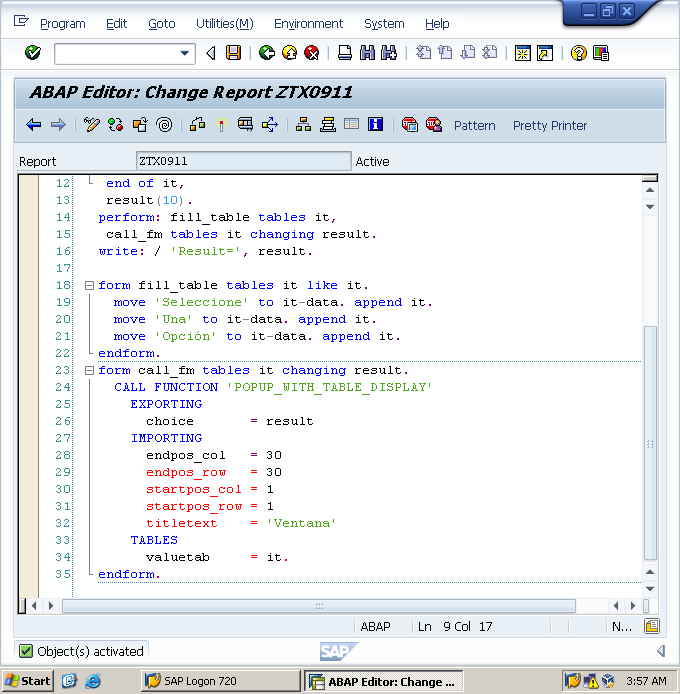 Program Edit Goto Utilities(M) Environment System Help
ABAP Editor: Change Report ZTX0911
Pattern Pretty Printer
Report ZTX0911 Active
12 end of it,
13 result(10).
14 perform: fill_table tables it,
15 call_fm tables it changing result.
16 write: / 'Result=', result.
17
18 form fill_table tables it like it.
19 move 'Seleccione' to it-data. append it.
20 move 'Una' to it-data. append it.
21 move 'Opción' to it-data. append it.
22 endform.
23 form call_fm tables it changing result.
24 CALL FUNCTION 'POPUP_WITH_TABLE_DISPLAY'
25 EXPORTING
26 choice = result
27 IMPORTING
28 endpos_col = 30
29 endpos_row = 30
30 startpos_col = 1
31 startpos_row = 1
32 titletext = 'Ventana'
33 TABLES
34 valuetab = it.
35 endform.
ABAP Ln 9 Col 17 N...
Object(s) activated SAP
Start SAP Logon 720 ABAP Editor: Change ... 3:57 AM